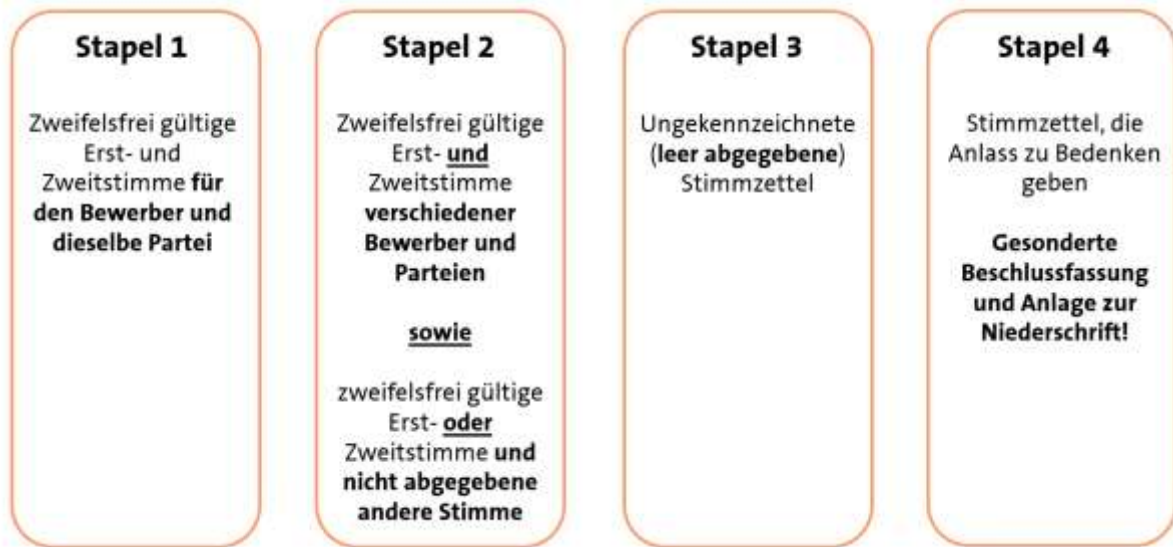 Stapel 1
Zweifelsfrei gültige
Erst- und
Zweitstimme für
den Bewerber und
dieselbe Partei
Stapel 2
Zweifelsfrei gültige
Erst- und
Zweitstimme
verschiedener
Bewerber und
Parteien
sowie
zweifelsfrei gültige
Erst- oder
Zweitstimme und
nicht abgegebene
andere Stimme
Stapel 3
Ungekennzeichnete
(leer abgegebene)
Stimmzettel
Stapel 4
Stimmzettel, die
Anlass zu Bedenken
geben
Gesonderte
Beschlussfassung
und Anlage zur
Niederschrift!